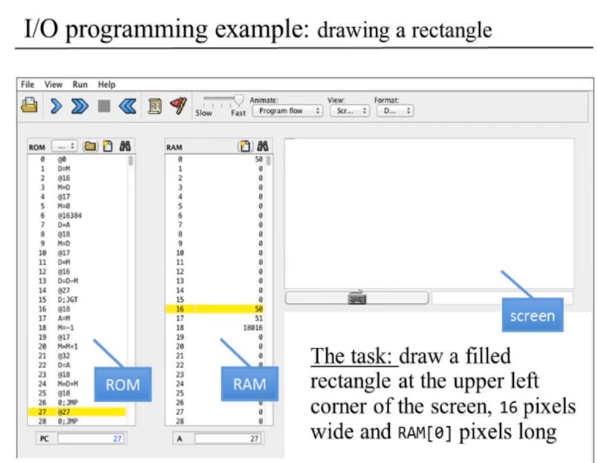 I/O programming example: drawing a rectangle
File View Run Help
Animate: View: Format:
Slow Fast Program flow Scr... D...
ROM ...
0 @0
1 D=M
2 @16
3 M=D
4 @17
5 M=0
6 @16384
7 D=A
8 @18
9 M=D
10 @17
11 D=M
12 @16
13 D=D-M
14 @27
15 D;JGT
16 @18
17 A=M
18 M=-1
19 @17
20 M=M+1
21 @32
22 D=A
23 @18
24 M=D+M
25 @10
26 0;JMP
27 @27
28 0;JMP
PC 27
ROM
RAM
0 50
1 0
2 0
3 0
4 0
5 0
6 0
7 0
8 0
9 0
10 0
11 0
12 0
13 0
14 0
15 0
16 50
17 51
18 18016
19 0
20 0
21 0
22 0
23 0
24 0
25 0
26 0
27 0
28 0
A 27
RAM
screen
The task: draw a filled
rectangle at the upper left
corner of the screen, 16 pixels
wide and RAM[0] pixels long